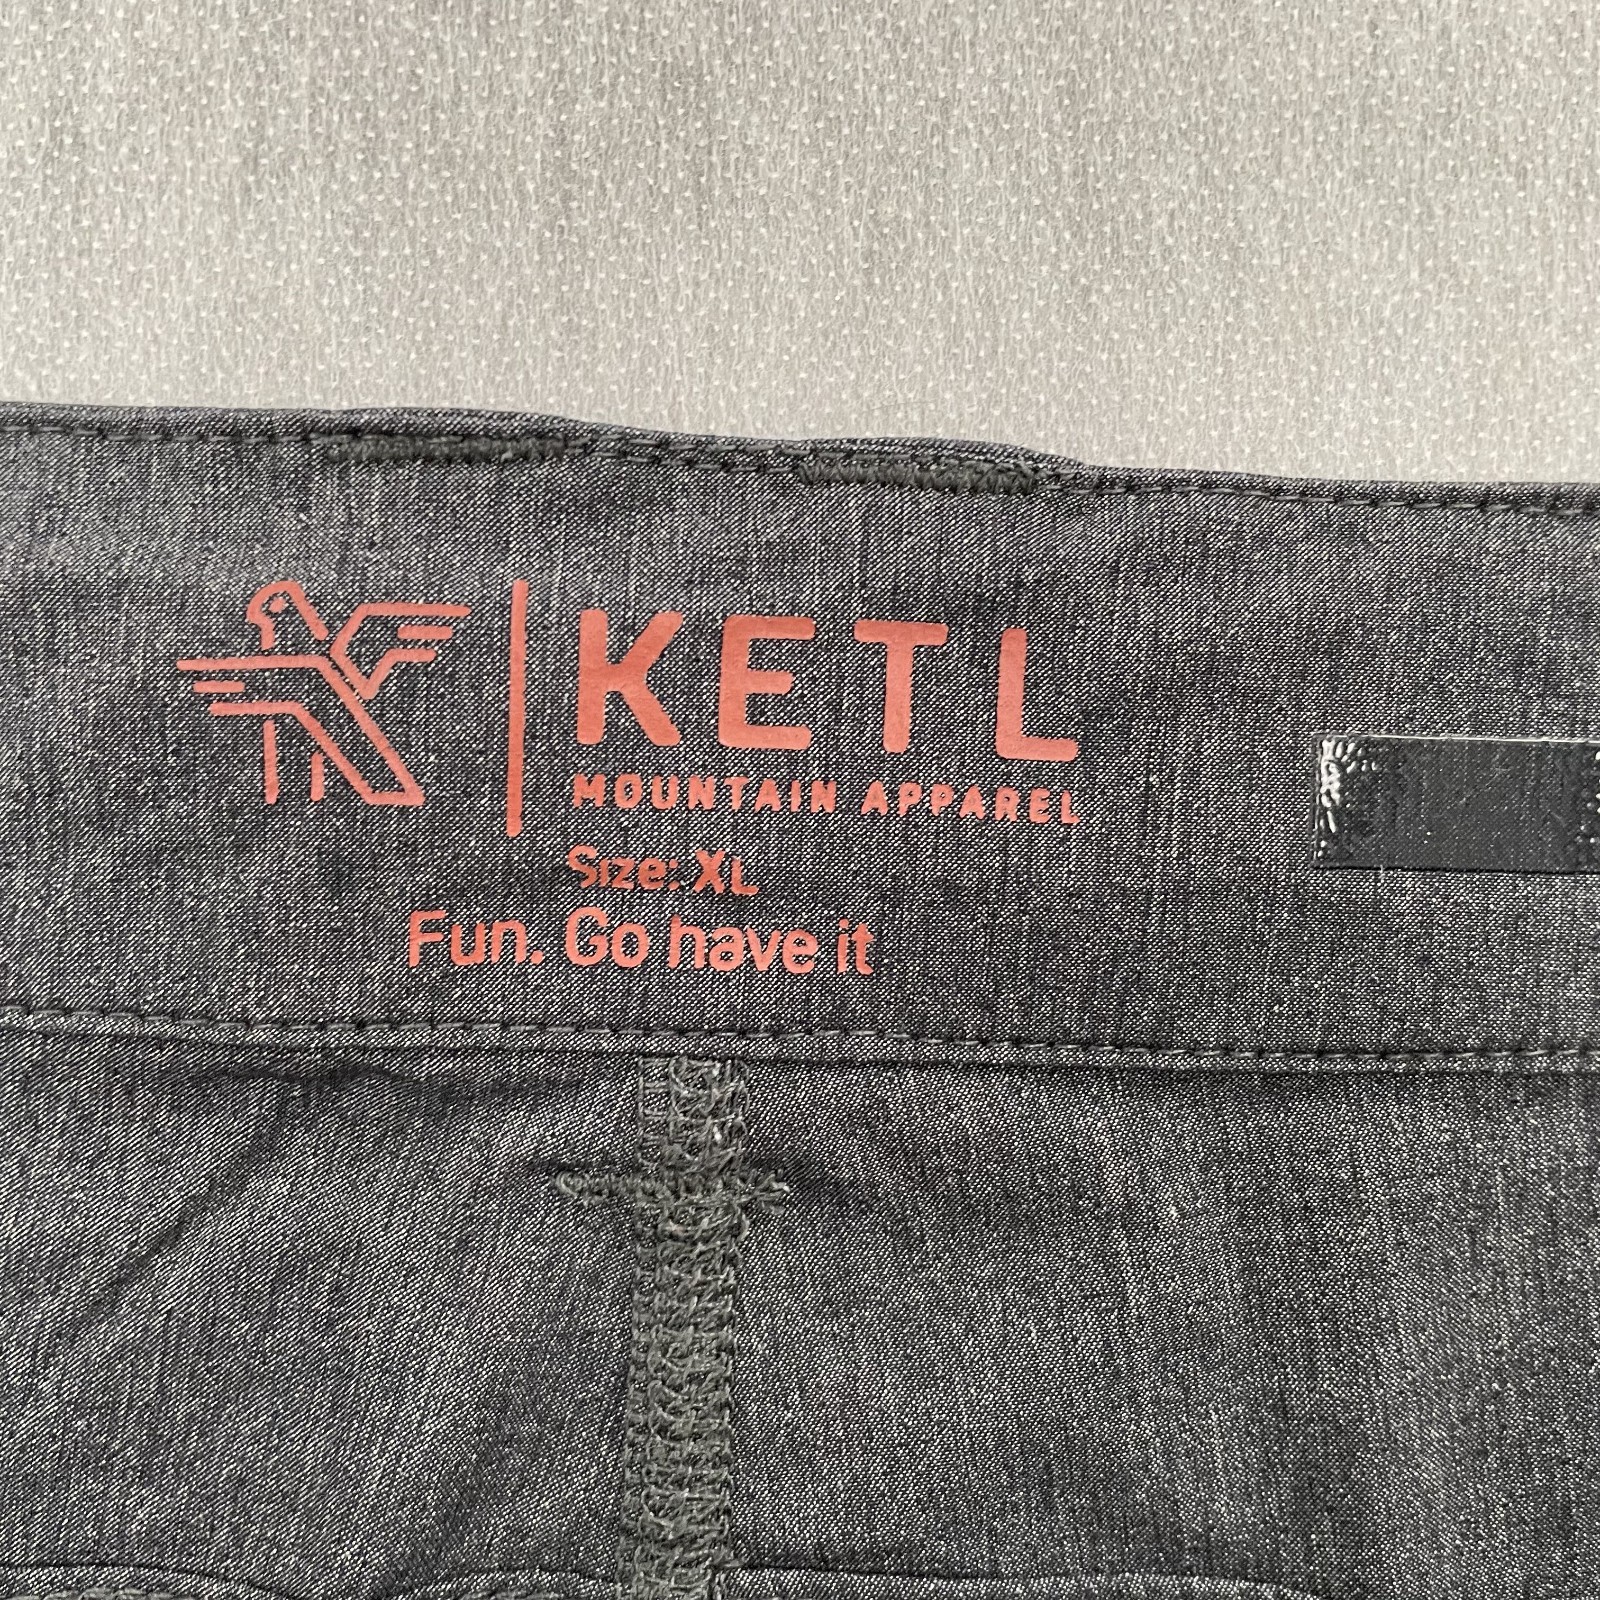 KETL
MOUNTAIN APPAREL
Size: XL
Fun. Go have it